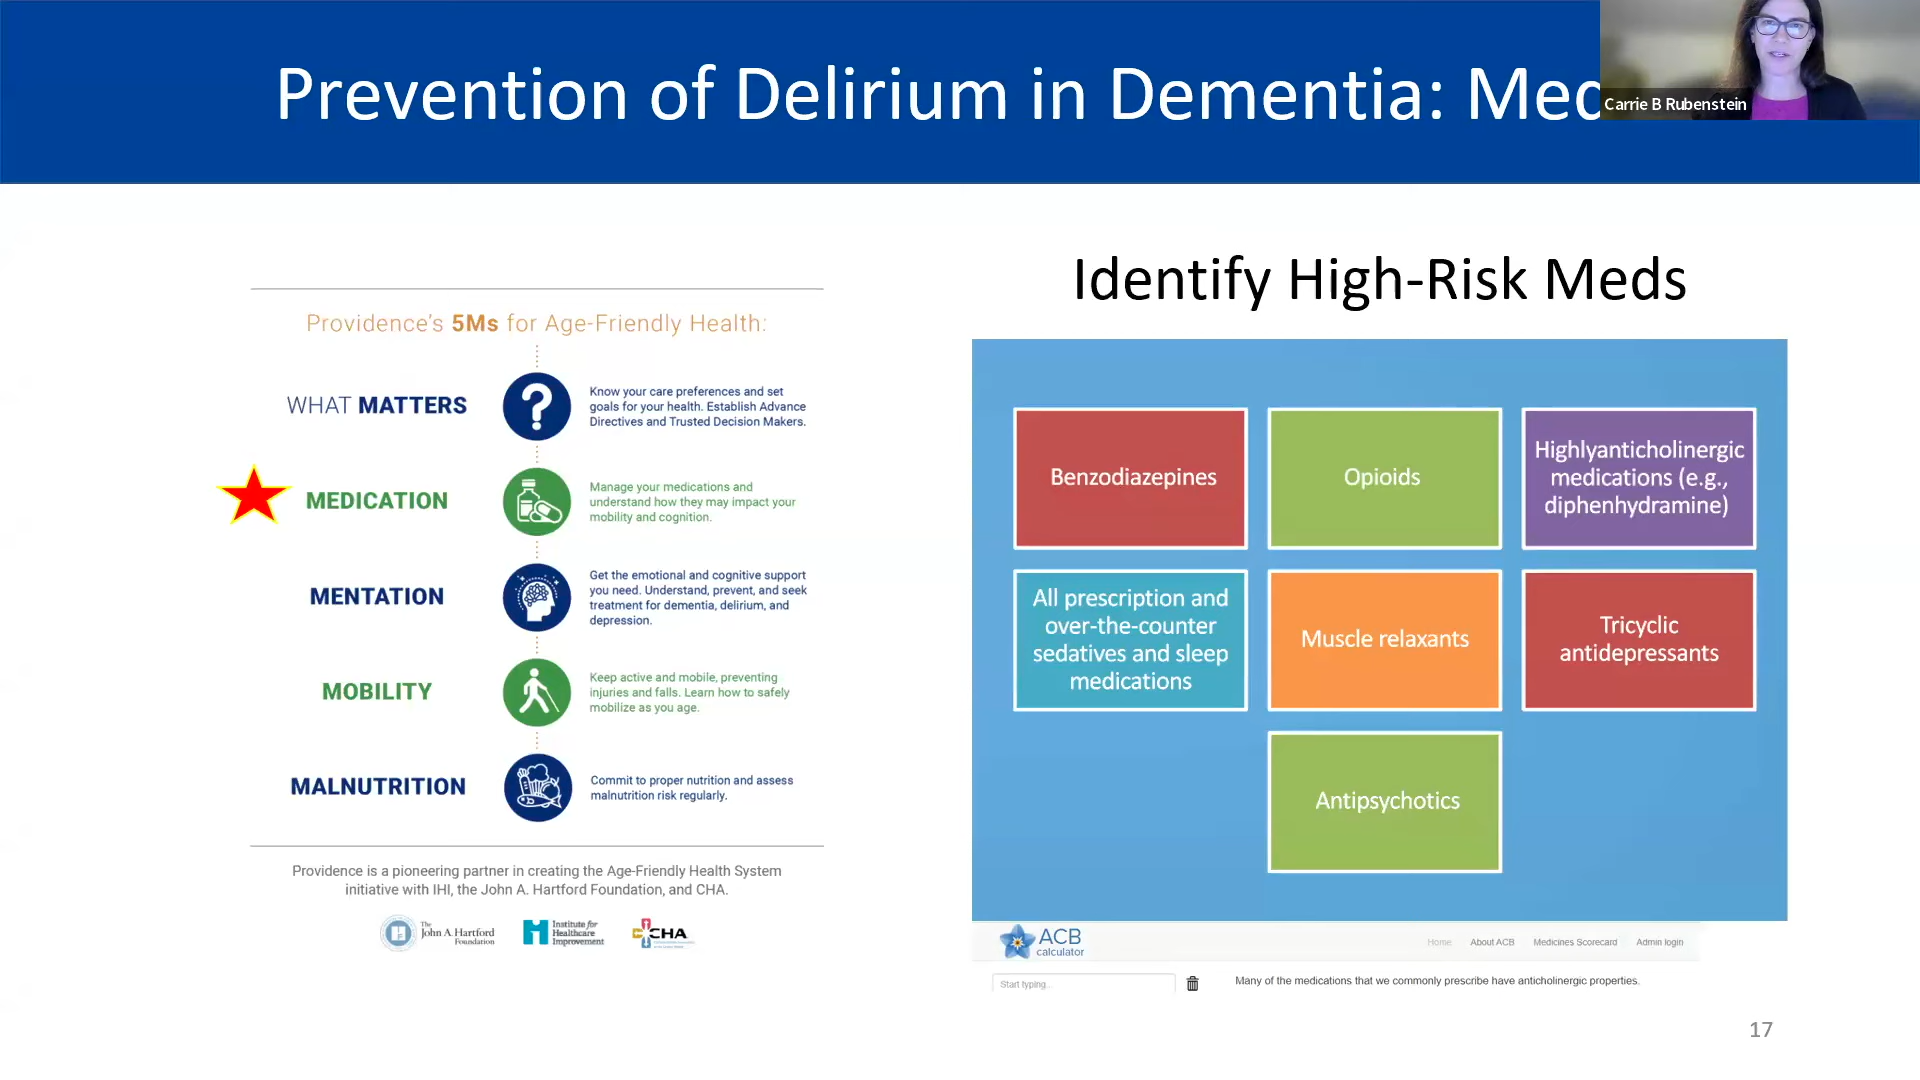 Prevention of Delirium in Dementia: Med
Carrie B Rubenstein
Providence's 5Ms for Age-Friendly Health:
WHAT MATTERS
Know your care preferences and set
goals for your health. Establish Advance
Directives and Trusted Decision Makers.
MEDICATION
Manage your medications and
understand how they may impact your
mobility and cognition.
MENTATION
Get the emotional and cognitive support
you need. Understand, prevent, and seek
treatment for dementia, delirium, and
depression.
MOBILITY
Keep active and mobile, preventing
injuries and falls. Learn how to safely
mobilize as you age.
MALNUTRITION
Commit to proper nutrition and assess
malnutrition risk regularly.
Providence is a pioneering partner in creating the Age-Friendly Health System
initiative with IHI, the John A. Hartford Foundation, and CHA.
The
John A. Hartford
Foundation
Institute for
Healthcare
Improvement
CHA
Identify High-Risk Meds
Benzodiazepines
Opioids
Highlyanticholinergic
medications (e.g.,
diphenhydramine)
All prescription and
over-the-counter
sedatives and sleep
medications
Muscle relaxants
Tricyclic
antidepressants
Antipsychotics
ACB
calculator
Home About ACB Medicines Scorecard Admin login
Start typing...
Many of the medications that we commonly prescribe have anticholinergic properties.
17